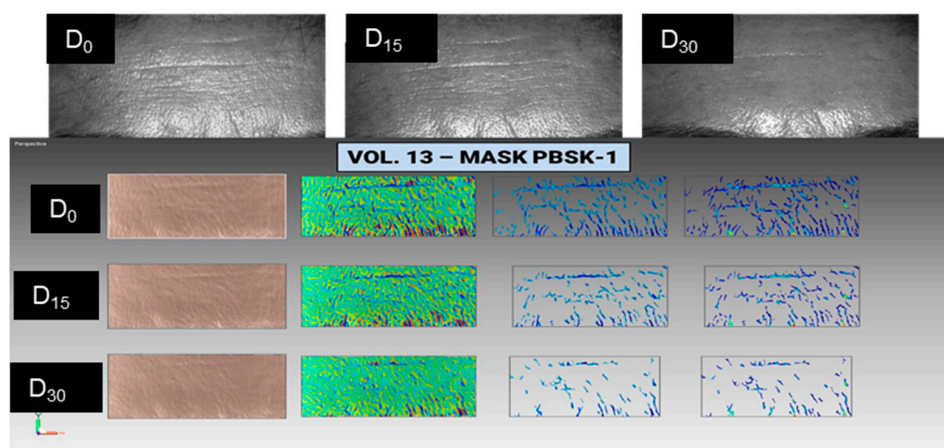 D₀
D₁₅
D₃₀
Perspective
VOL. 13 – MASK PBSK-1
D₀
D₁₅
D₃₀